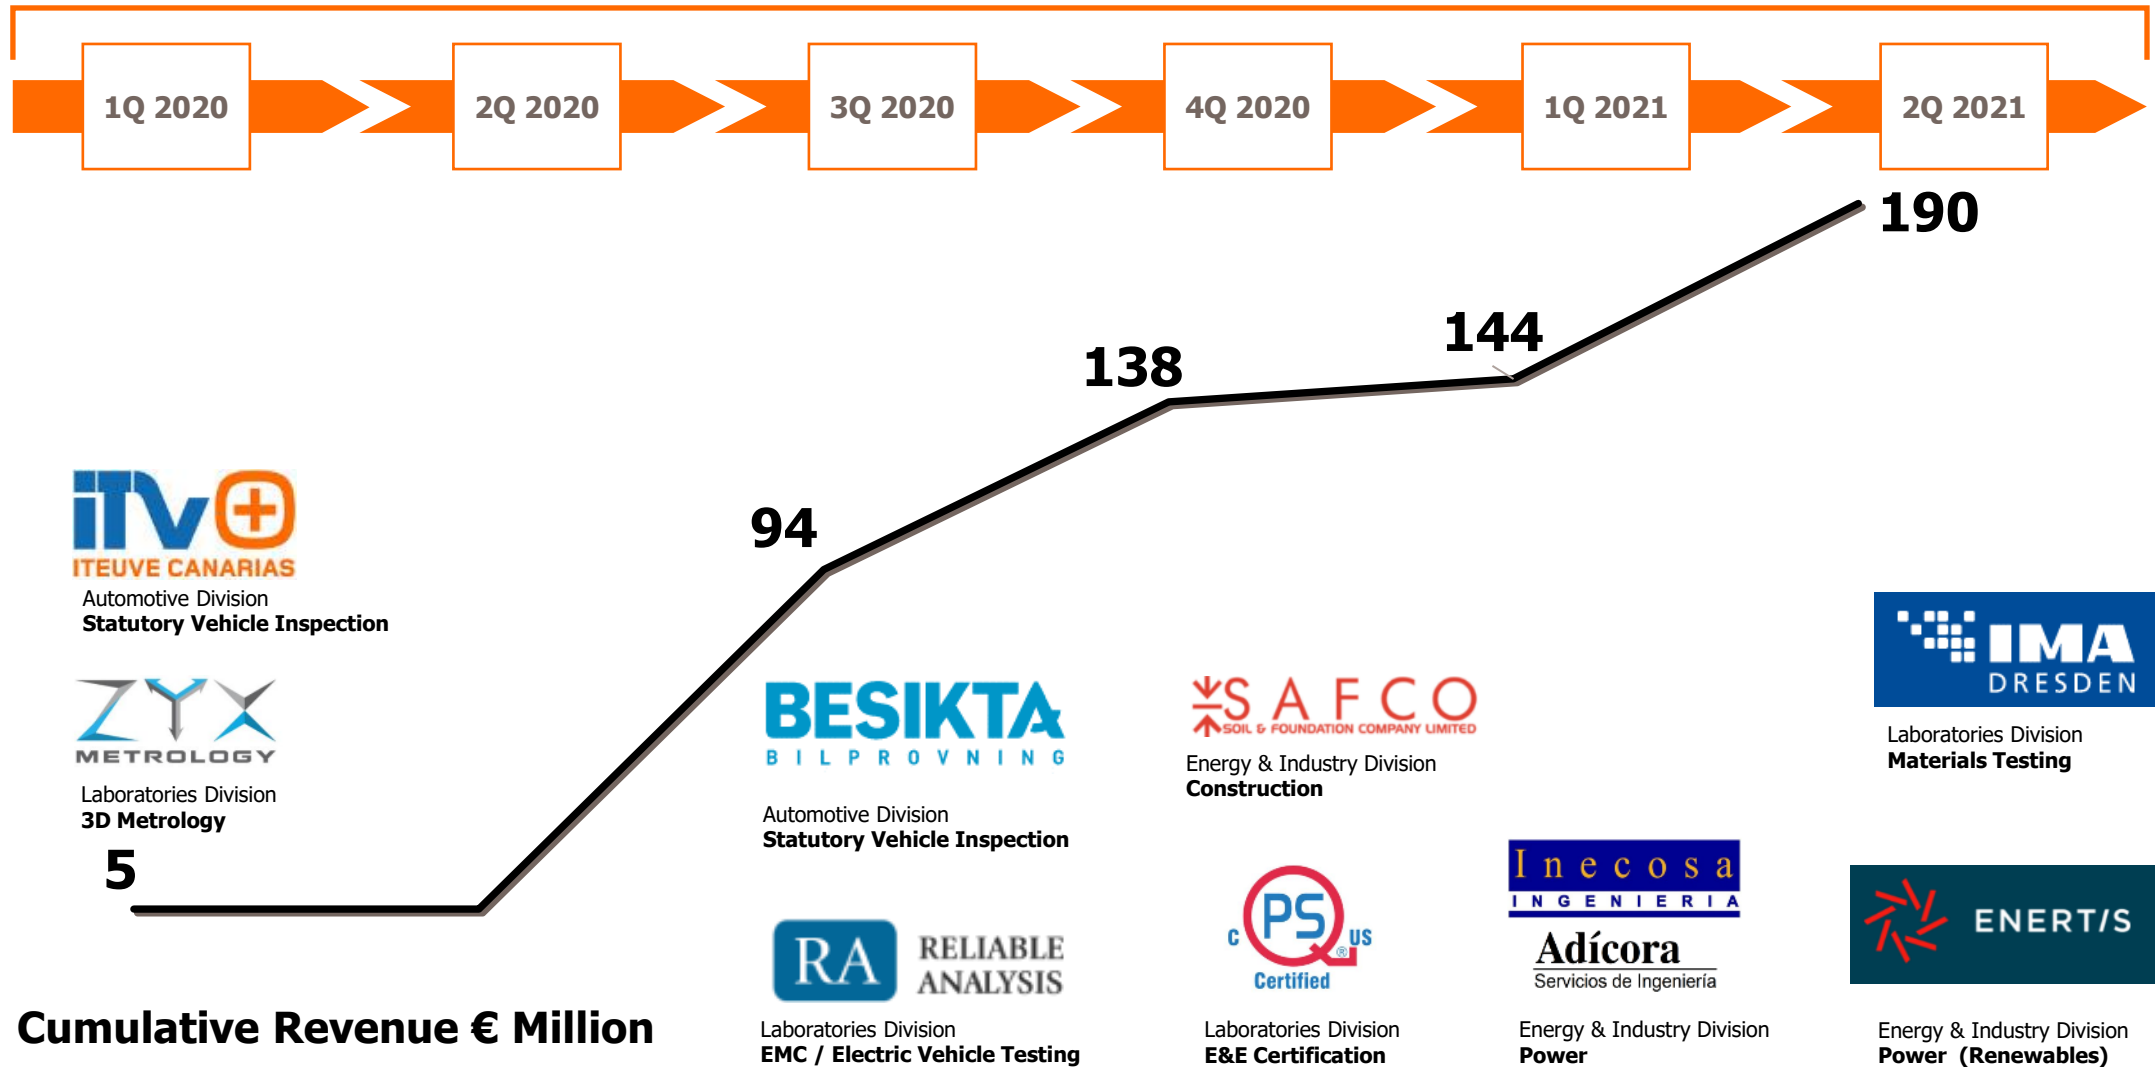 1Q 2020
2Q 2020
3Q 2020
4Q 2020
1Q 2021
2Q 2021
190
144
138
94
5
iTV
ITEUVE CANARIAS
Automotive Division
Statutory Vehicle Inspection
ZYX
METROLOGY
Laboratories Division
3D Metrology
BESIKTA
BILPROVNING
Automotive Division
Statutory Vehicle Inspection
RA
RELIABLE
ANALYSIS
Laboratories Division
EMC / Electric Vehicle Testing
SAFCO
SOIL & FOUNDATION COMPANY LIMITED
Energy & Industry Division
Construction
C PSQ ® US
Certified
Laboratories Division
E&E Certification
Inecosa
INGENIERIA
Adícora
Servicios de Ingeniería
Energy & Industry Division
Power
IMA
DRESDEN
Laboratories Division
Materials Testing
ENERT/S
Energy & Industry Division
Power (Renewables)
Cumulative Revenue € Million